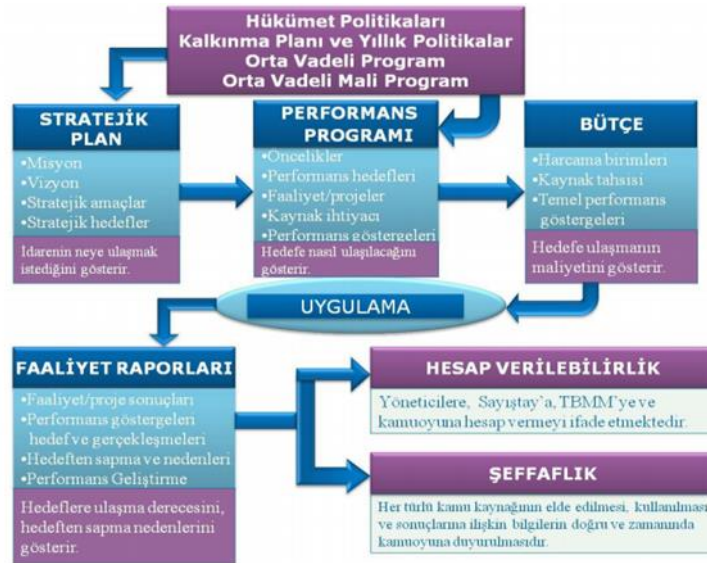 Hükümet Politikaları
Kalkınma Planı ve Yıllık Politikalar
Orta Vadeli Program
Orta Vadeli Mali Program
STRATEJİK
PLAN
•Misyon
•Vizyon
•Stratejik amaçlar
•Stratejik hedefler
İdarenin neye ulaşmak
istediğini gösterir.
PERFORMANS
PROGRAMI
•Öncelikler
•Performans hedefleri
•Faaliyet/projeler
•Kaynak ihtiyacı
•Performans göstergeleri
Hedefe nasıl ulaşılacağını
gösterir.
BÜTÇE
•Harcama birimleri
•Kaynak tahsisi
•Temel performans
göstergeleri
Hedefe ulaşmanın
maliyetini gösterir.
UYGULAMA
FAALİYET RAPORLARI
•Faaliyet/proje sonuçları
•Performans göstergeleri
hedef ve gerçekleşmeleri
•Hedeften sapma ve nedenleri
•Performans Geliştirme
Hedeflere ulaşma derecesini,
hedeften sapma nedenlerini
gösterir.
HESAP VERİLEBİLİRLİK
Yöneticilere, Sayıştay`a, TBMM'ye ve
kamuoyuna hesap vermeyi ifade etmektedir.
ŞEFFAFLIK
Her türlü kamu kaynağının elde edilmesi, kullanılması
ve sonuçlarına ilişkin bilgilerin doğru ve zamanında
kamuoyuna duyurulmasıdır.